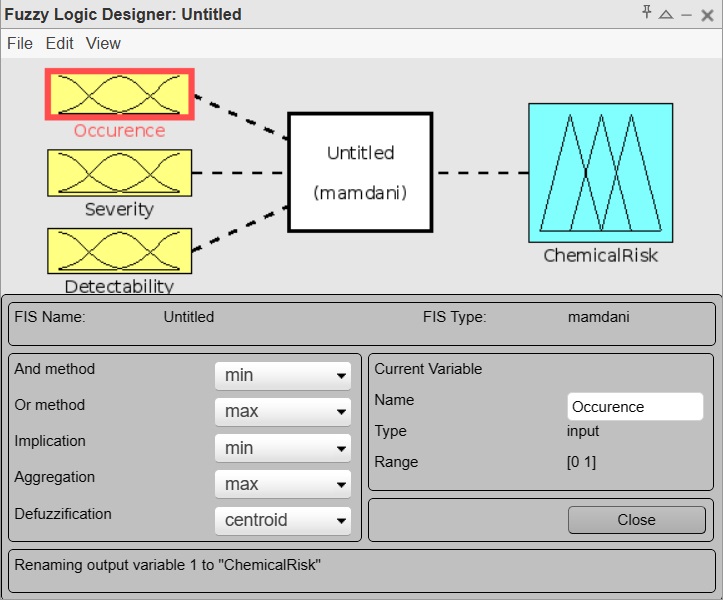 Fuzzy Logic Designer: Untitled
File Edit View
Occurence
Untitled
(mamdani)
Severity
ChemicalRisk
Detectability
FIS Name: Untitled FIS Type: mamdani
And method min
Or method max
Implication min
Aggregation max
Defuzzification centroid
Current Variable
Name Occurence
Type input
Range [0 1]
Close
Renaming output variable 1 to "ChemicalRisk"